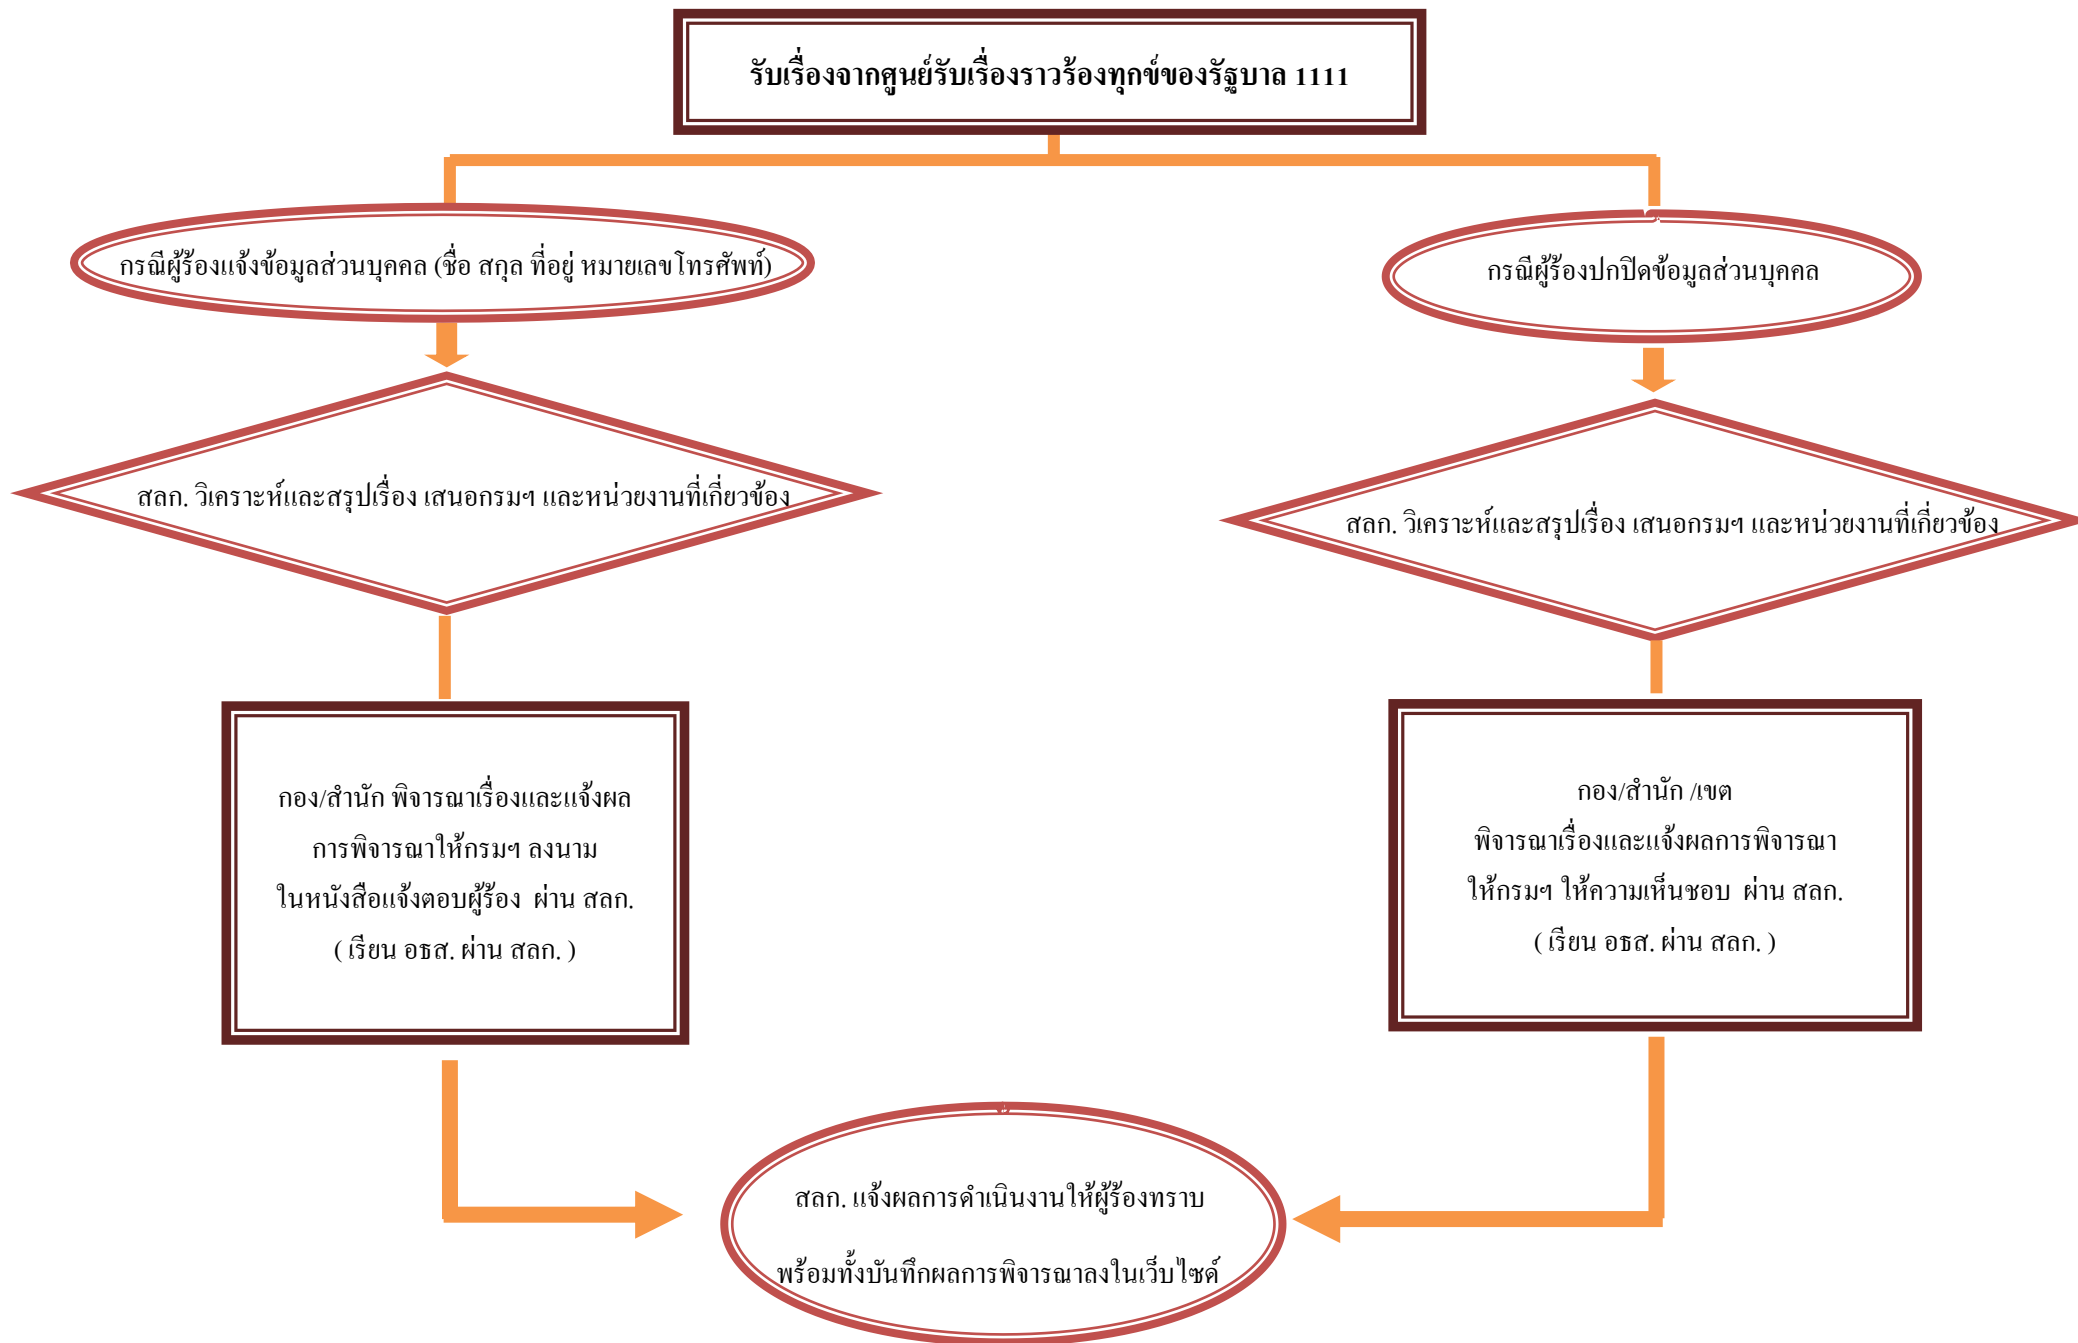 รับเรื่องจากศูนย์รับเรื่องราวร้องทุกข์ของรัฐบาล 1111
กรณีผู้ร้องแจ้งข้อมูลส่วนบุคคล (ชื่อ สกุล ที่อยู่ หมายเลขโทรศัพท์)
กรณีผู้ร้องปกปิดข้อมูลส่วนบุคคล
สลก. วิเคราะห์และสรุปเรื่อง เสนอกรมฯ และหน่วยงานที่เกี่ยวข้อง
สลก. วิเคราะห์และสรุปเรื่อง เสนอกรมฯ และหน่วยงานที่เกี่ยวข้อง
กอง/สำนัก พิจารณาเรื่องและแจ้งผล
การพิจารณาให้กรมฯ ลงนาม
ในหนังสือแจ้งตอบผู้ร้อง ผ่าน สลก.
( เรียน อธส. ผ่าน สลก. )
กอง/สำนัก /เขต
พิจารณาเรื่องและแจ้งผลการพิจารณา
ให้กรมฯ ให้ความเห็นชอบ ผ่าน สลก.
( เรียน อธส. ผ่าน สลก. )
สลก. แจ้งผลการดำเนินงานให้ผู้ร้องทราบ
พร้อมทั้งบันทึกผลการพิจารณาลงในเว็บไซด์